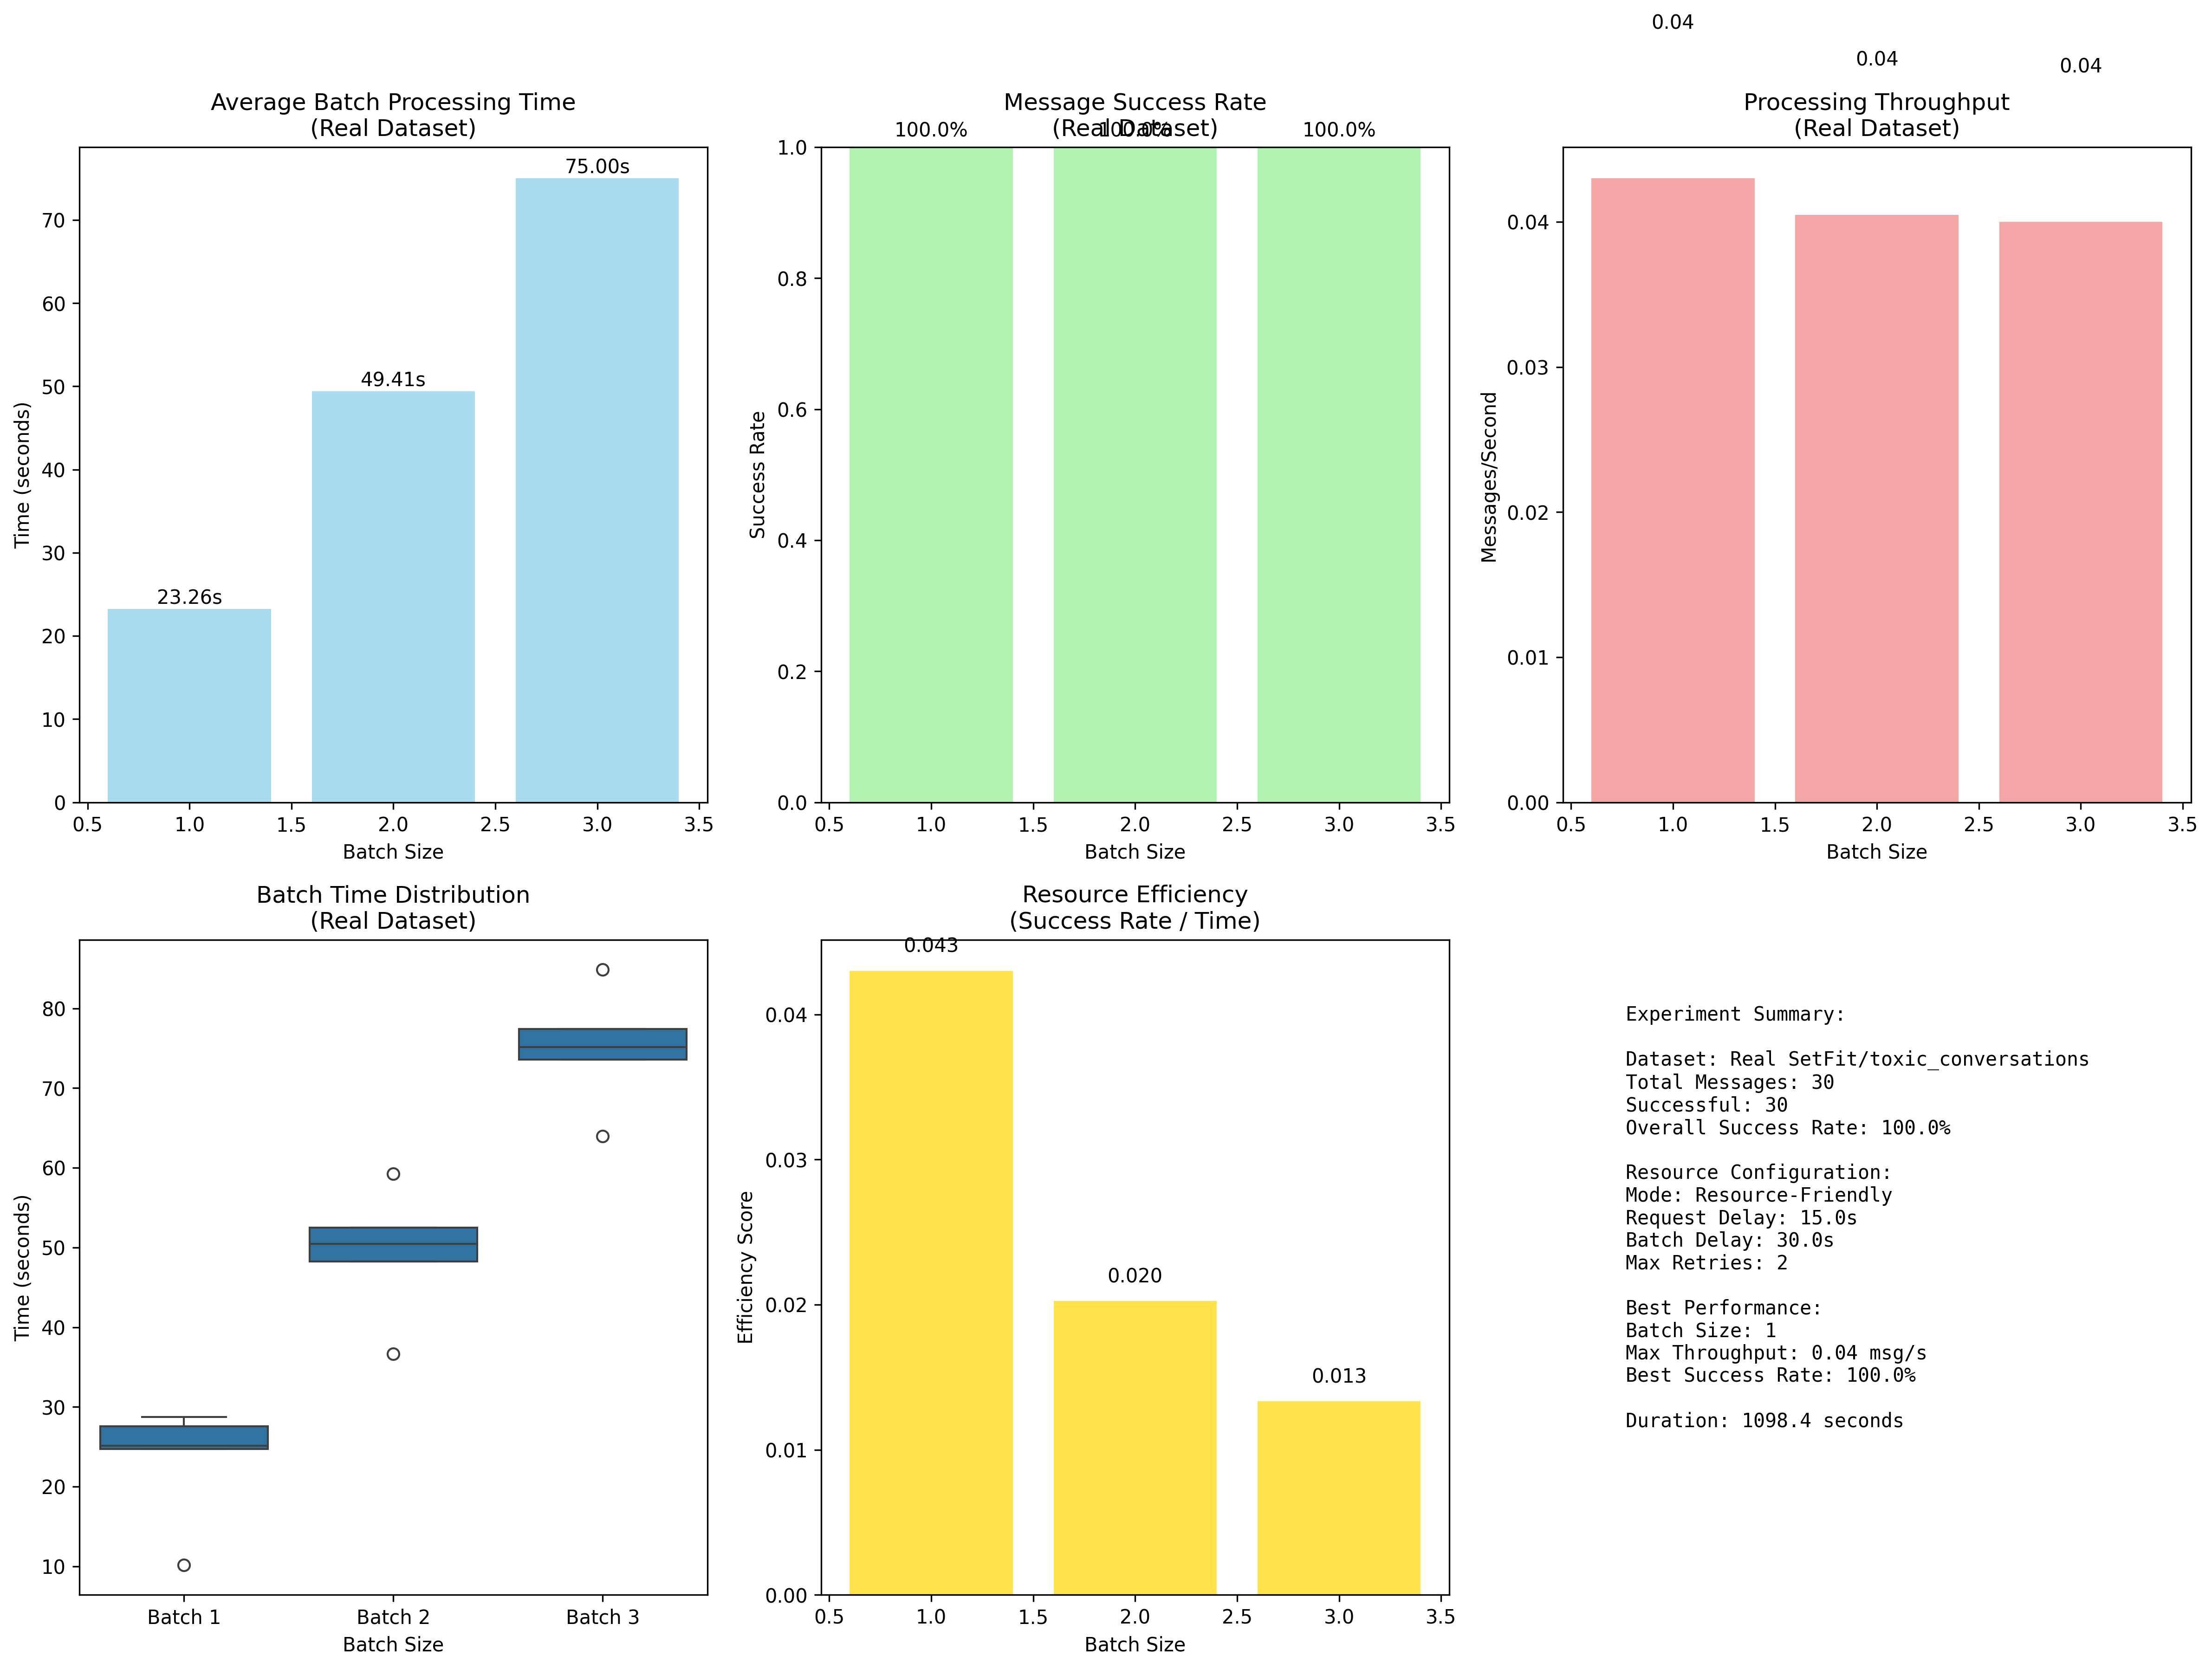 0.04
0.04
0.04
Average Batch Processing Time
(Real Dataset)
75.00s
49.41s
23.26s
70
60
50
40
30
20
10
0
Time (seconds)
0.5 1.0 1.5 2.0 2.5 3.0 3.5
Batch Size
Message Success Rate
(Real Dataset)
100.0% 100.0% 100.0%
1.0
0.8
0.6
0.4
0.2
0.0
Success Rate
0.5 1.0 1.5 2.0 2.5 3.0 3.5
Batch Size
Processing Throughput
(Real Dataset)
0.04
0.03
0.02
0.01
0.00
Messages/Second
0.5 1.0 1.5 2.0 2.5 3.0 3.5
Batch Size
Batch Time Distribution
(Real Dataset)
80
70
60
50
40
30
20
10
Time (seconds)
Batch 1 Batch 2 Batch 3
Batch Size
Resource Efficiency
(Success Rate / Time)
0.043
0.020
0.013
0.04
0.03
0.02
0.01
0.00
Efficiency Score
0.5 1.0 1.5 2.0 2.5 3.0 3.5
Batch Size
Experiment Summary:
Dataset: Real SetFit/toxic_conversations
Total Messages: 30
Successful: 30
Overall Success Rate: 100.0%
Resource Configuration:
Mode: Resource-Friendly
Request Delay: 15.0s
Batch Delay: 30.0s
Max Retries: 2
Best Performance:
Batch Size: 1
Max Throughput: 0.04 msg/s
Best Success Rate: 100.0%
Duration: 1098.4 seconds